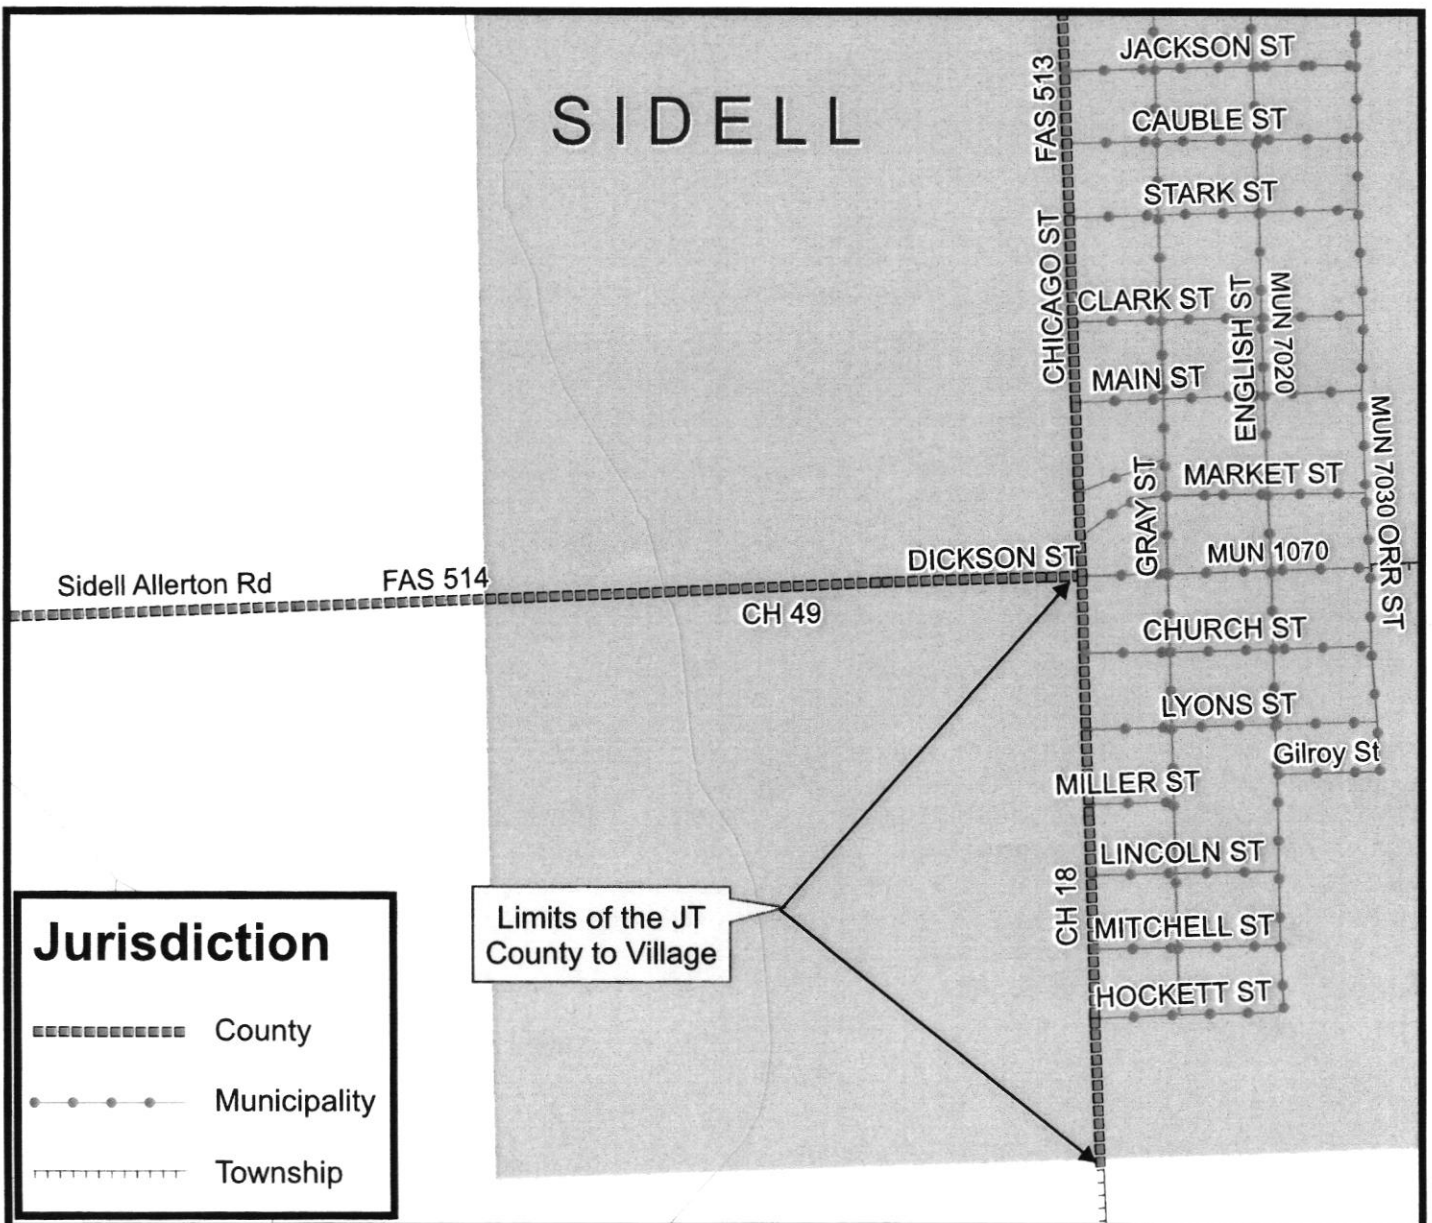 JACKSON ST
FAS 513
SIDELL
CAUBLE ST
STARK ST
CHICAGO ST
CLARK ST
ENGLISH ST
MUN 7020
MAIN ST
MUN 7030
MARKET ST
GRAY ST
DICKSON ST
MUN 1070
ORR ST
Sidell Allerton Rd
FAS 514
CH 49
CHURCH ST
LYONS ST
Gilroy St
MILLER ST
LINCOLN ST
CH 18
MITCHELL ST
HOCKETT ST
Limits of the JT
County to Village
Jurisdiction
County
Municipality
Township